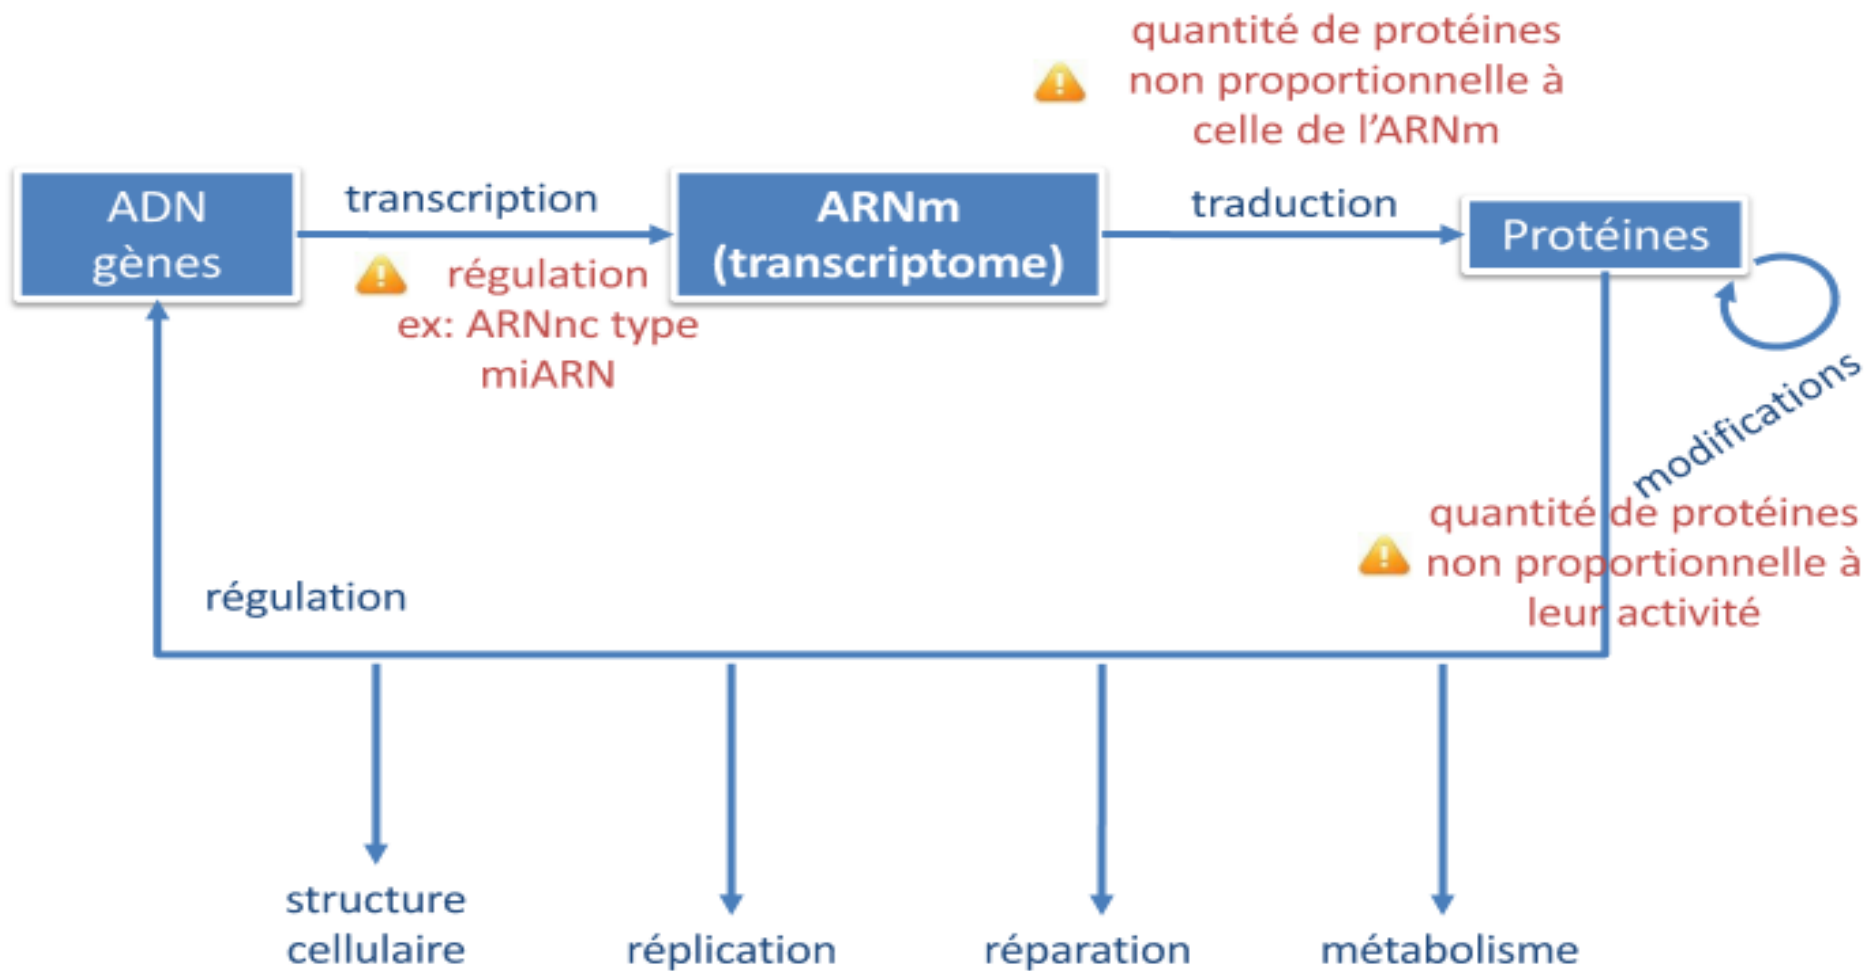 quantité de protéines
non proportionnelle à
celle de l'ARNm
ADN
gènes
transcription
régulation
ex: ARNnc type
miARN
ARNm
(transcriptome)
traduction
Protéines
modifications
quantité de protéines
non proportionnelle à
leur activité
régulation
structure
cellulaire
réplication
réparation
métabolisme